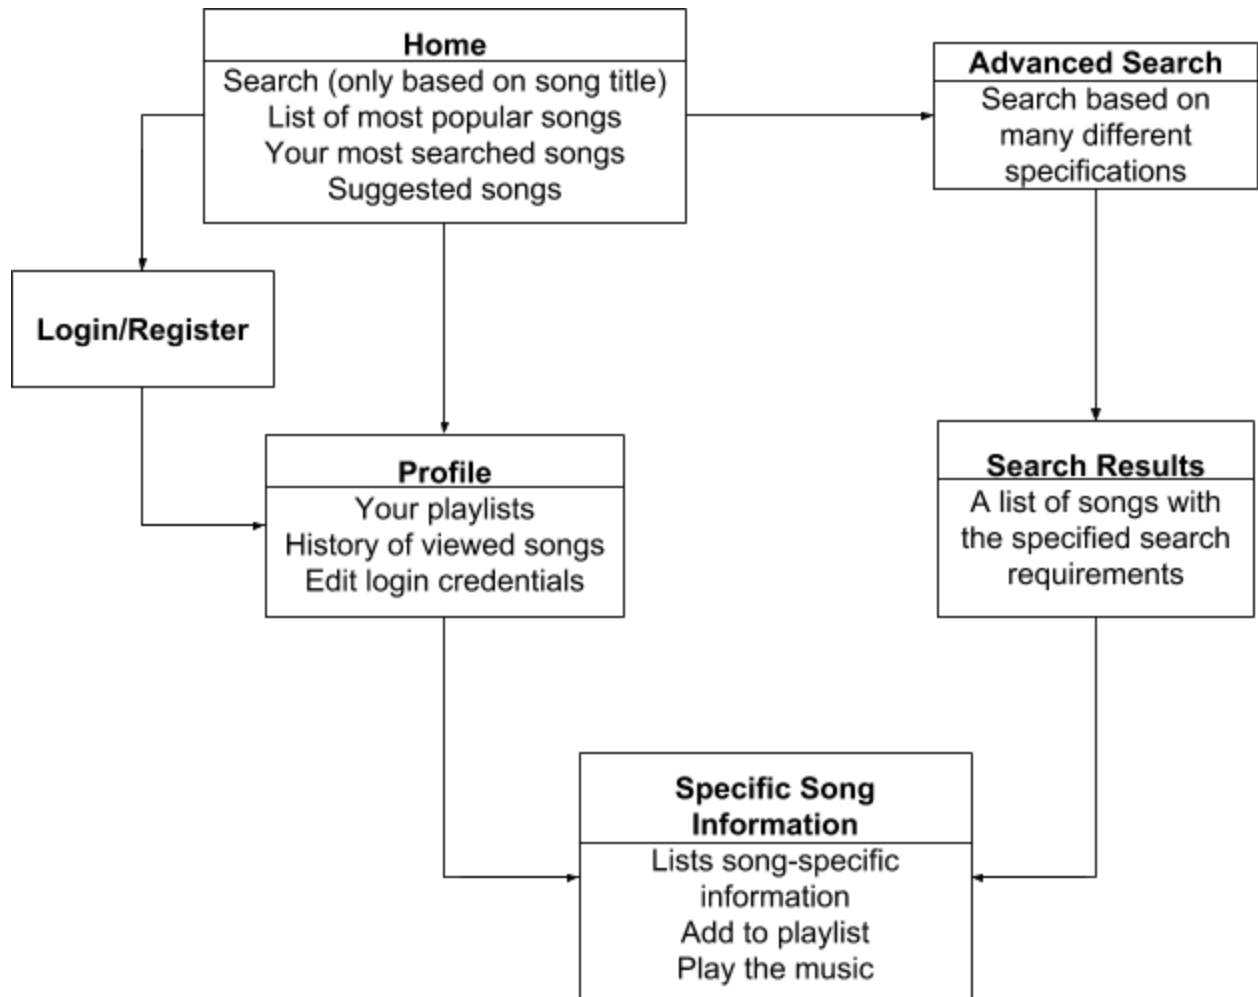 Home
Search (only based on song title)
List of most popular songs
Your most searched songs
Suggested songs
Advanced Search
Search based on
many different
specifications
Login/Register
Profile
Your playlists
History of viewed songs
Edit login credentials
Search Results
A list of songs with
the specified search
requirements
Specific Song
Information
Lists song-specific
information
Add to playlist
Play the music